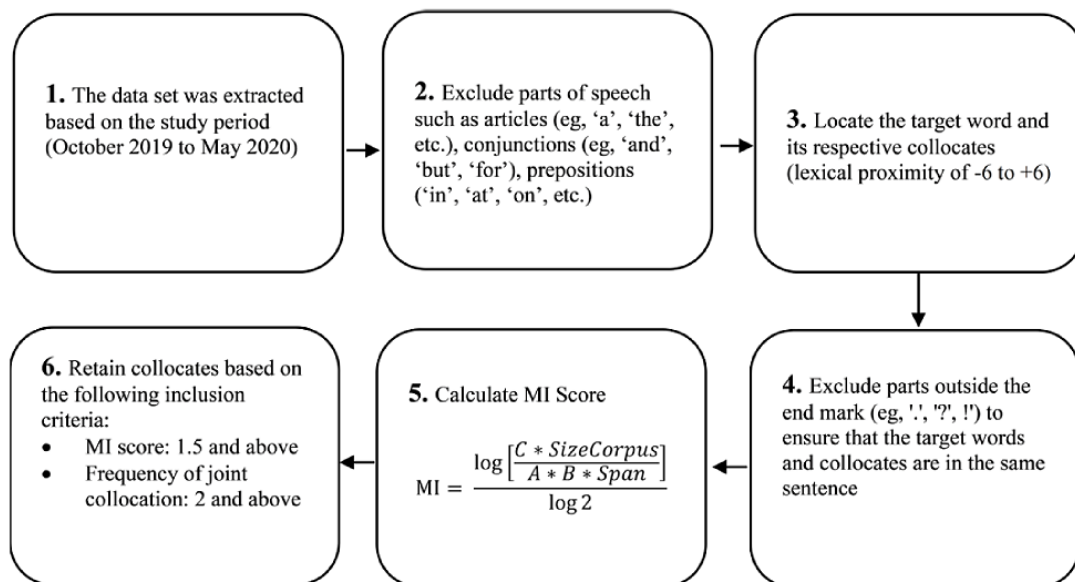 1. The data set was extracted
based on the study period
(October 2019 to May 2020)
2. Exclude parts of speech
such as articles (eg, ‘a’, ‘the’,
etc.), conjunctions (eg, ‘and’,
‘but’, ‘for’), prepositions
(‘in’, ‘at’, ‘on’, etc.)
3. Locate the target word and
its respective collocates
(lexical proximity of -6 to +6)
4. Exclude parts outside the
end mark (eg, '.', '?', !') to
ensure that the target words
and collocates are in the same
sentence
5. Calculate MI Score
MI = log[C * SizeCorpus / A * B * Span] / log 2
6. Retain collocates based on
the following inclusion
criteria:
• MI score: 1.5 and above
• Frequency of joint
collocation: 2 and above